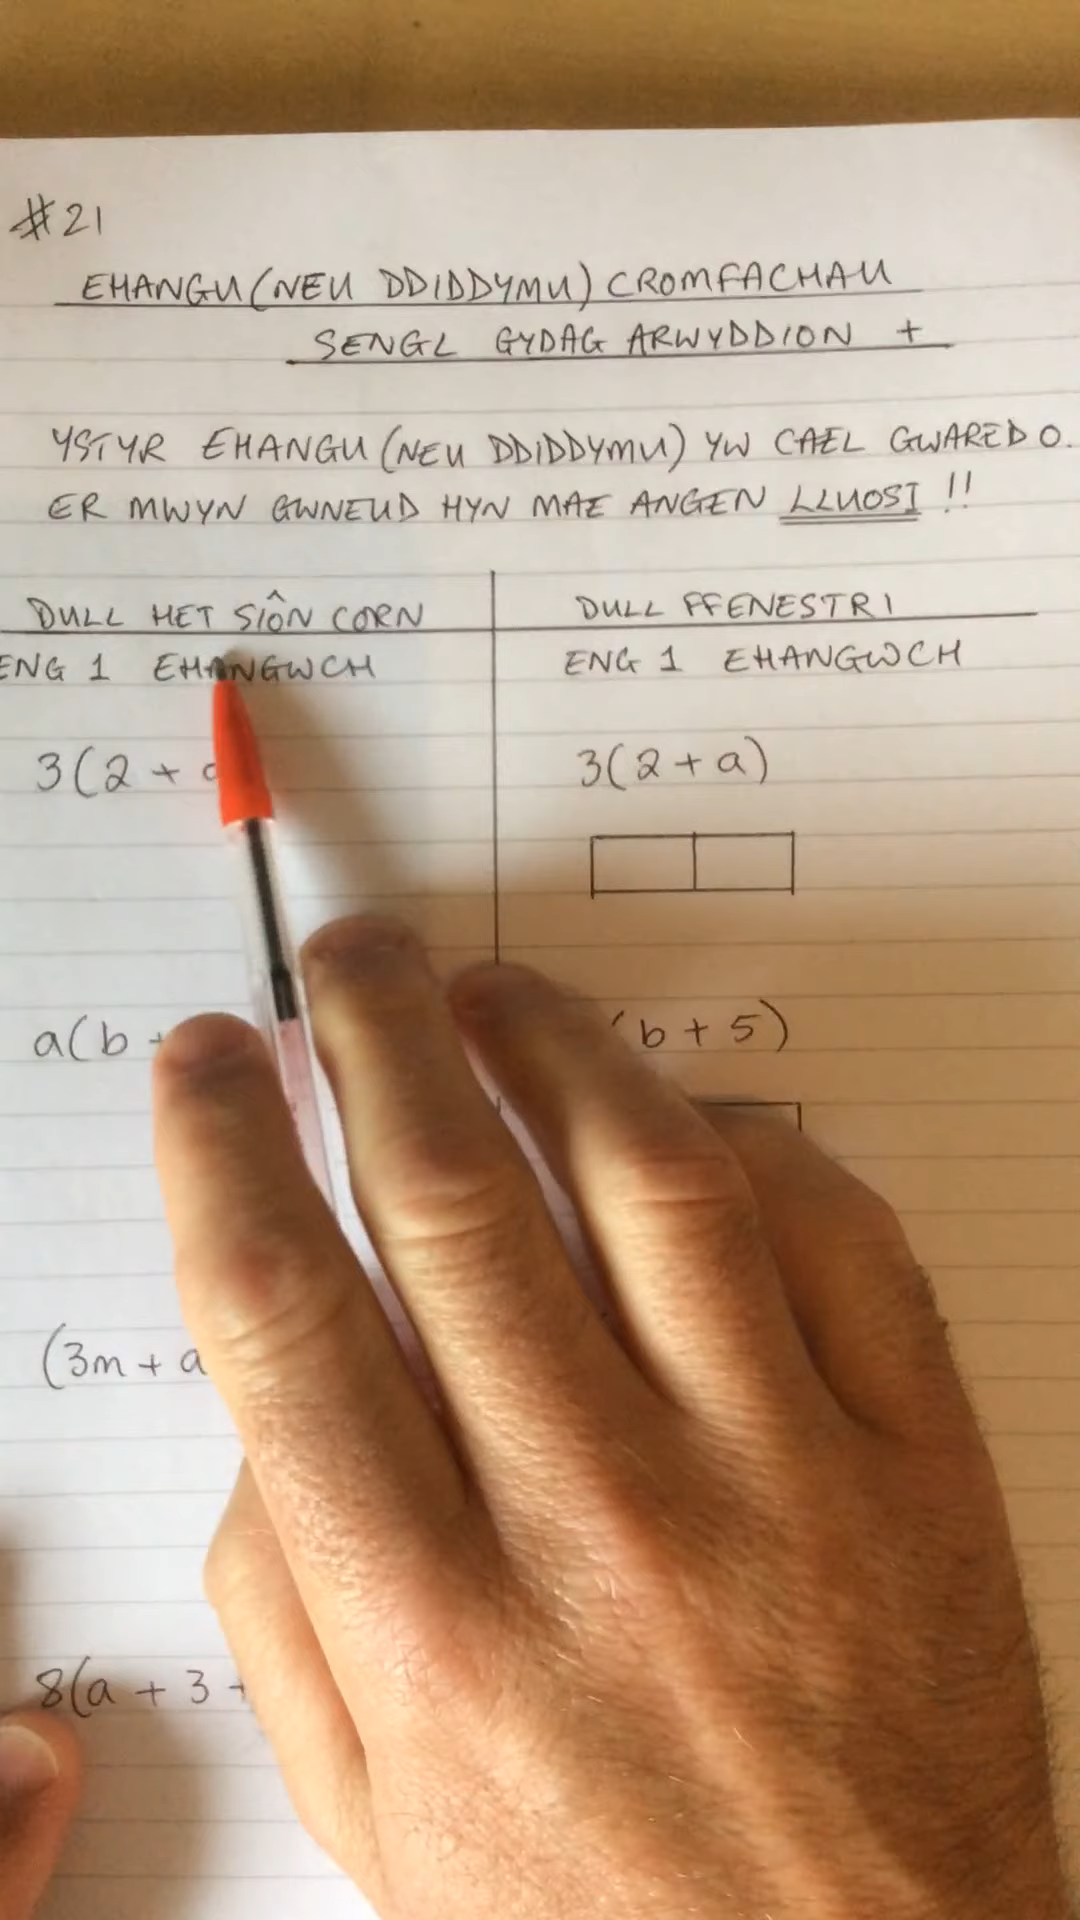 #21
EHANGU (NEU DDIDDYMU) CROMFACHAU
SENGL GYDAG ARWYDDION +
YSTYR EHANGU (NEU DDIDDYMU) YW CAEL GWARED O.
ER MWYN GWNEUD HYN MAE ANGEN LLUOSI !!
DULL HET SIÔN CORN
ENG 1 EHANGWCH
3(2 +
a(b +
(3m + a
8(a + 3 +
DULL FFENESTRI
ENG 1 EHANGWCH
3(2 + a)
b + 5)